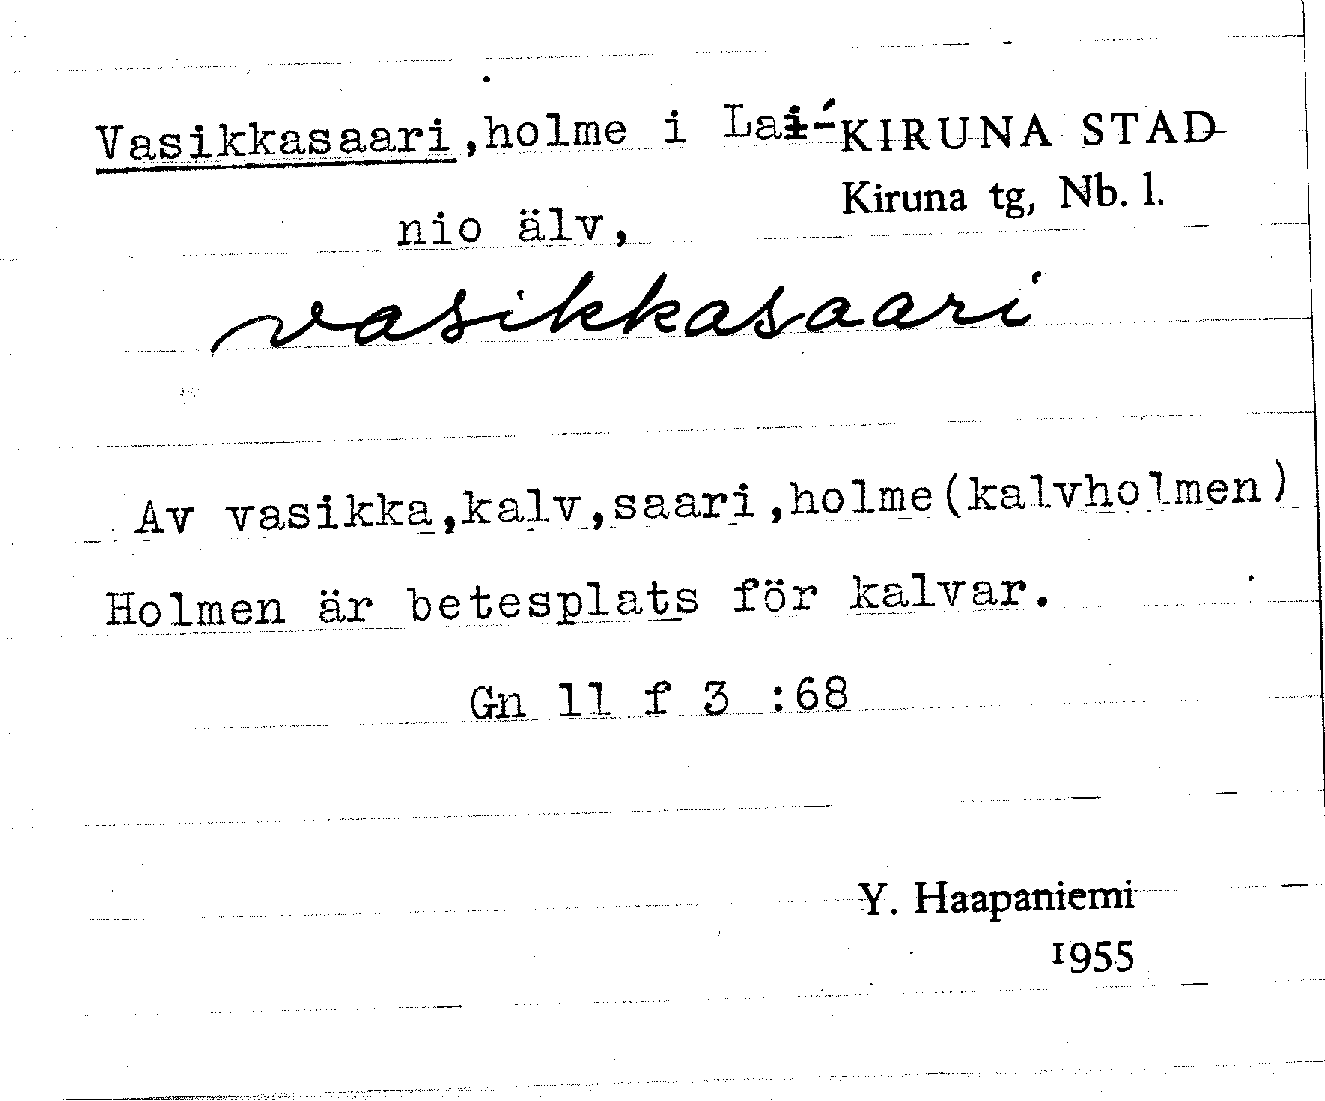 Vasikkasaari,holme i Lai-
KIRUNA STAD
Kiruna tg, Nb. l.
nio älv,
vasikkasaari
Av vasikka,kalv,saari,holme(kalvholmen)
Holmen är betesplats för kalvar.
Gn 11 f 3 :68
Y. Haapaniemi
1955